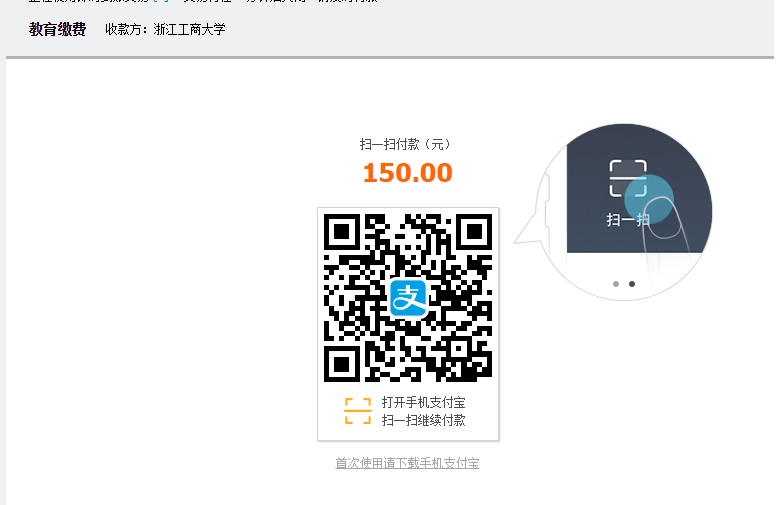 教育缴费 收款方：浙江工商大学
扫一扫付款（元）
150.00
扫一扫
支
打开手机支付宝
扫一扫继续付款
首次使用请下载手机支付宝